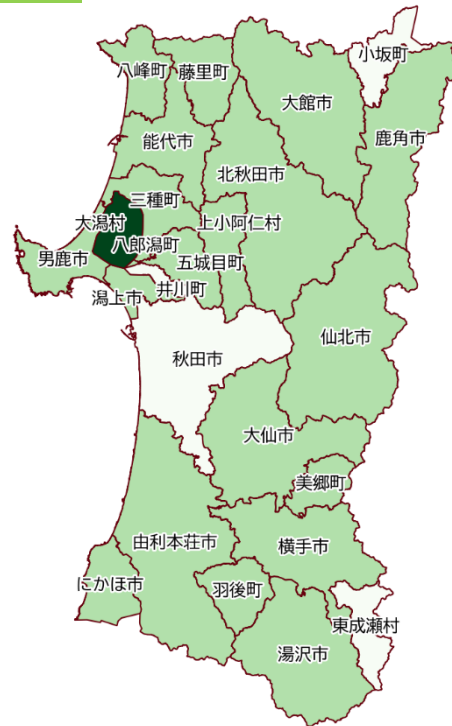 小坂町
八峰町
藤里町
大館市
鹿角市
能代市
北秋田市
三種町
大潟村
上小阿仁村
八郎潟町
男鹿市
五城目町
井川町
潟上市
仙北市
秋田市
大仙市
美郷町
由利本荘市
横手市
にかほ市
羽後町
東成瀬村
湯沢市